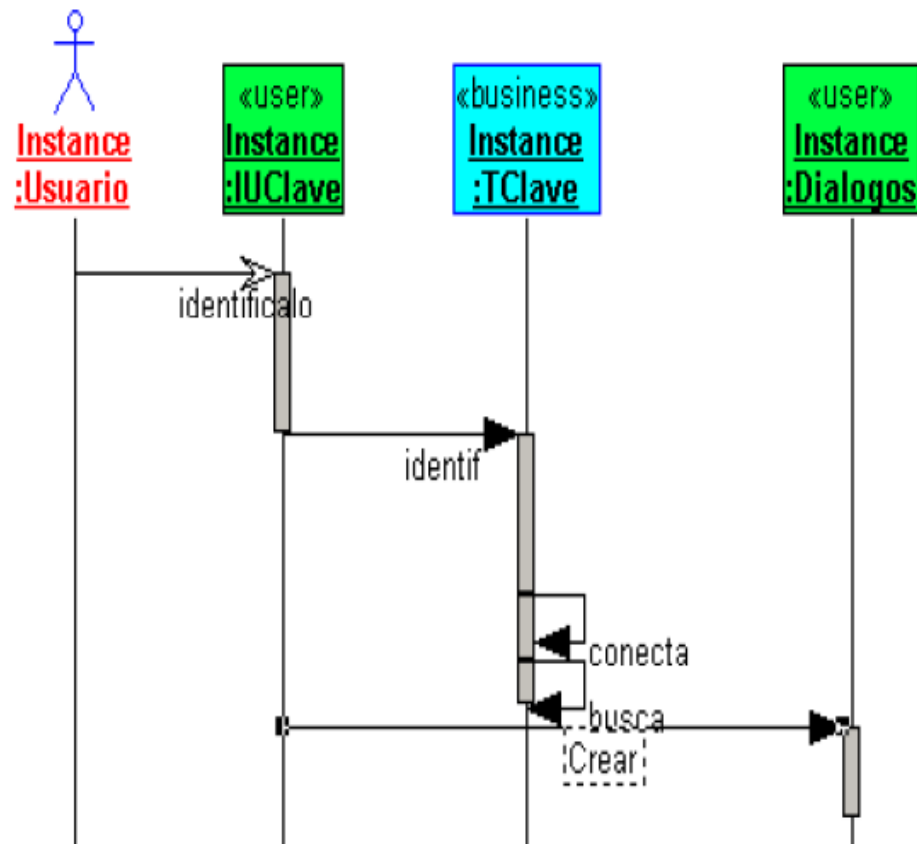 Instance
:Usuario
«user»
Instance
:IUClave
«business»
Instance
:TClave
«user»
Instance
:Dialogos
identificalo
identif
conecta
busca
Crear